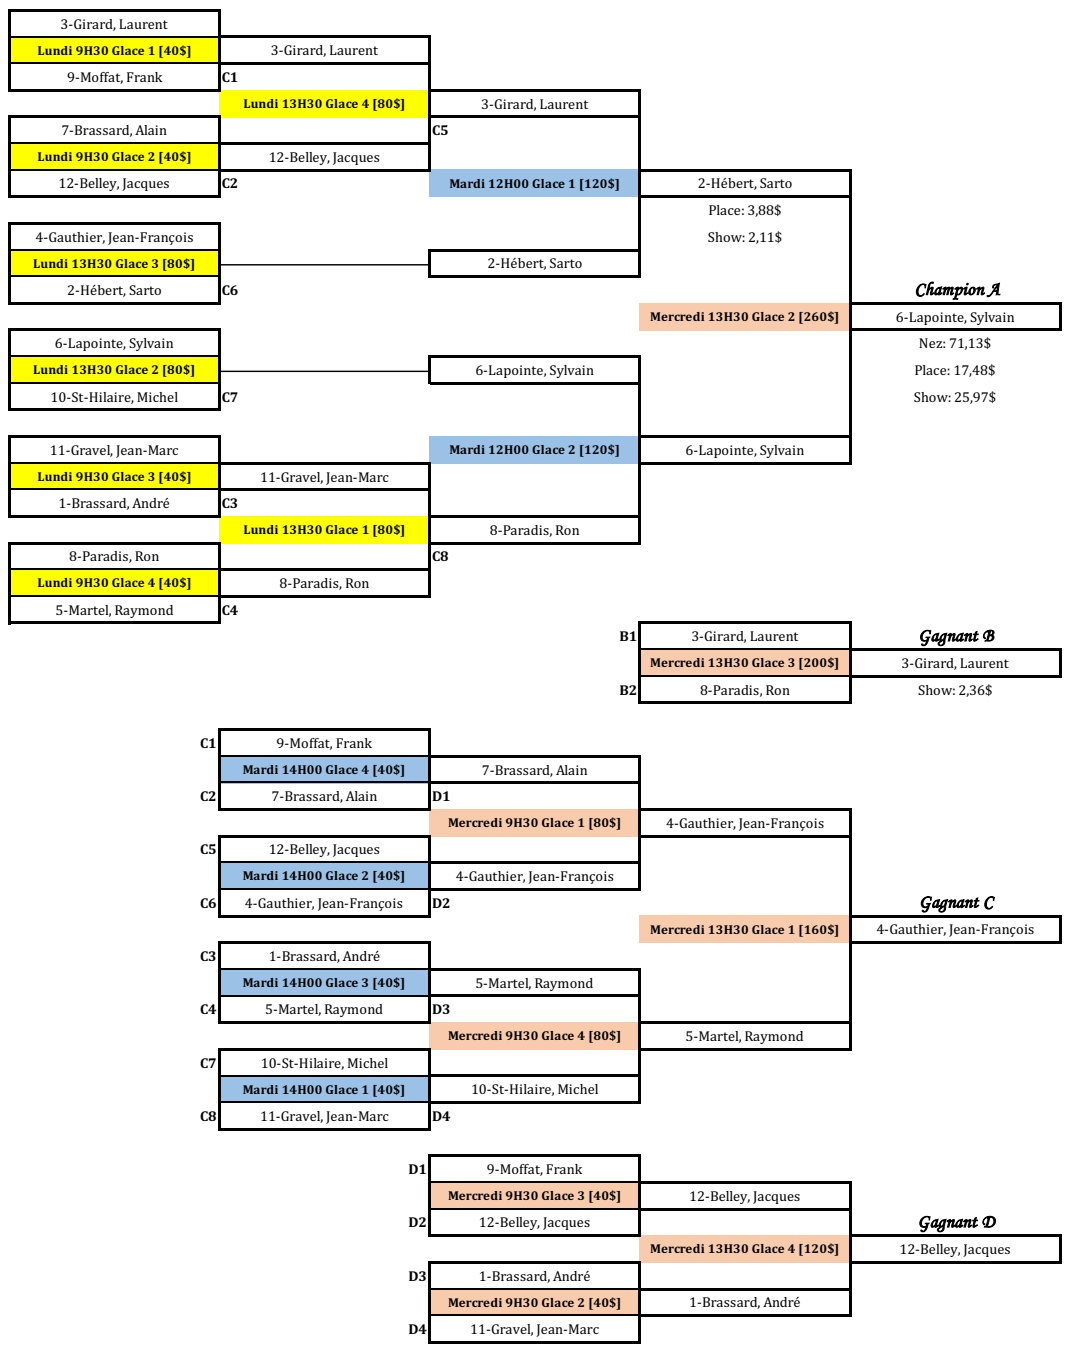 3-Girard, Laurent
Lundi 9H30 Glace 1 [40$]
3-Girard, Laurent
9-Moffat, Frank
C1
Lundi 13H30 Glace 4 [80$]
3-Girard, Laurent
7-Brassard, Alain
C5
Lundi 9H30 Glace 2 [40$]
12-Belley, Jacques
12-Belley, Jacques
C2
Mardi 12H00 Glace 1 [120$]
2-Hébert, Sarto
Place: 3,88$
Show: 2,11$
4-Gauthier, Jean-François
Lundi 13H30 Glace 3 [80$]
2-Hébert, Sarto
2-Hébert, Sarto
C6
Champion A
Mercredi 13H30 Glace 2 [260$]
6-Lapointe, Sylvain
Nez: 71,13$
Place: 17,48$
Show: 25,97$
6-Lapointe, Sylvain
Lundi 13H30 Glace 2 [80$]
6-Lapointe, Sylvain
10-St-Hilaire, Michel
C7
11-Gravel, Jean-Marc
Mardi 12H00 Glace 2 [120$]
6-Lapointe, Sylvain
Lundi 9H30 Glace 3 [40$]
11-Gravel, Jean-Marc
1-Brassard, André
C3
Lundi 13H30 Glace 1 [80$]
8-Paradis, Ron
8-Paradis, Ron
C8
Lundi 9H30 Glace 4 [40$]
8-Paradis, Ron
5-Martel, Raymond
C4
B1
3-Girard, Laurent
Gagnant B
Mercredi 13H30 Glace 3 [200$]
3-Girard, Laurent
B2
8-Paradis, Ron
Show: 2,36$
C1
9-Moffat, Frank
Mardi 14H00 Glace 4 [40$]
7-Brassard, Alain
C2
7-Brassard, Alain
D1
Mercredi 9H30 Glace 1 [80$]
4-Gauthier, Jean-François
C5
12-Belley, Jacques
Mardi 14H00 Glace 2 [40$]
4-Gauthier, Jean-François
C6
4-Gauthier, Jean-François
D2
Gagnant C
Mercredi 13H30 Glace 1 [160$]
4-Gauthier, Jean-François
C3
1-Brassard, André
Mardi 14H00 Glace 3 [40$]
5-Martel, Raymond
C4
5-Martel, Raymond
D3
Mercredi 9H30 Glace 4 [80$]
5-Martel, Raymond
C7
10-St-Hilaire, Michel
Mardi 14H00 Glace 1 [40$]
10-St-Hilaire, Michel
C8
11-Gravel, Jean-Marc
D4
D1
9-Moffat, Frank
Mercredi 9H30 Glace 3 [40$]
12-Belley, Jacques
D2
12-Belley, Jacques
Gagnant D
Mercredi 13H30 Glace 4 [120$]
12-Belley, Jacques
D3
1-Brassard, André
Mercredi 9H30 Glace 2 [40$]
1-Brassard, André
D4
11-Gravel, Jean-Marc